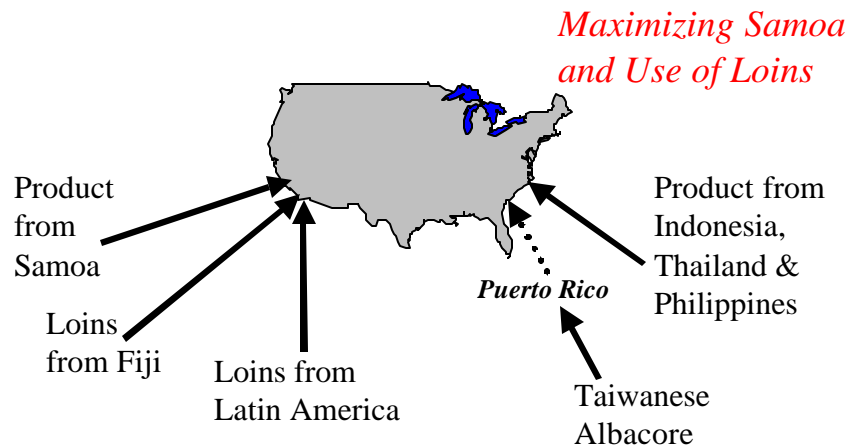 Maximizing Samoa
and Use of Loins
Product
from
Samoa
Loins
from Fiji
Loins from
Latin America
Puerto Rico
Taiwanese
Albacore
Product from
Indonesia,
Thailand &
Philippines